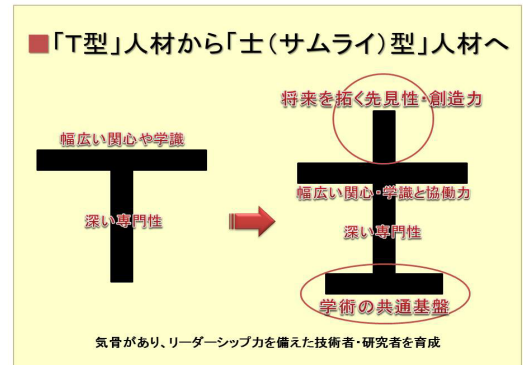 ■「T型」人材から「士(サムライ)型」人材へ
幅広い関心や学識
深い専門性
将来を拓く先見性・創造力
幅広い関心・学識と協働力
深い専門性
学術の共通基盤
気骨があり、リーダーシップ力を備えた技術者・研究者を育成